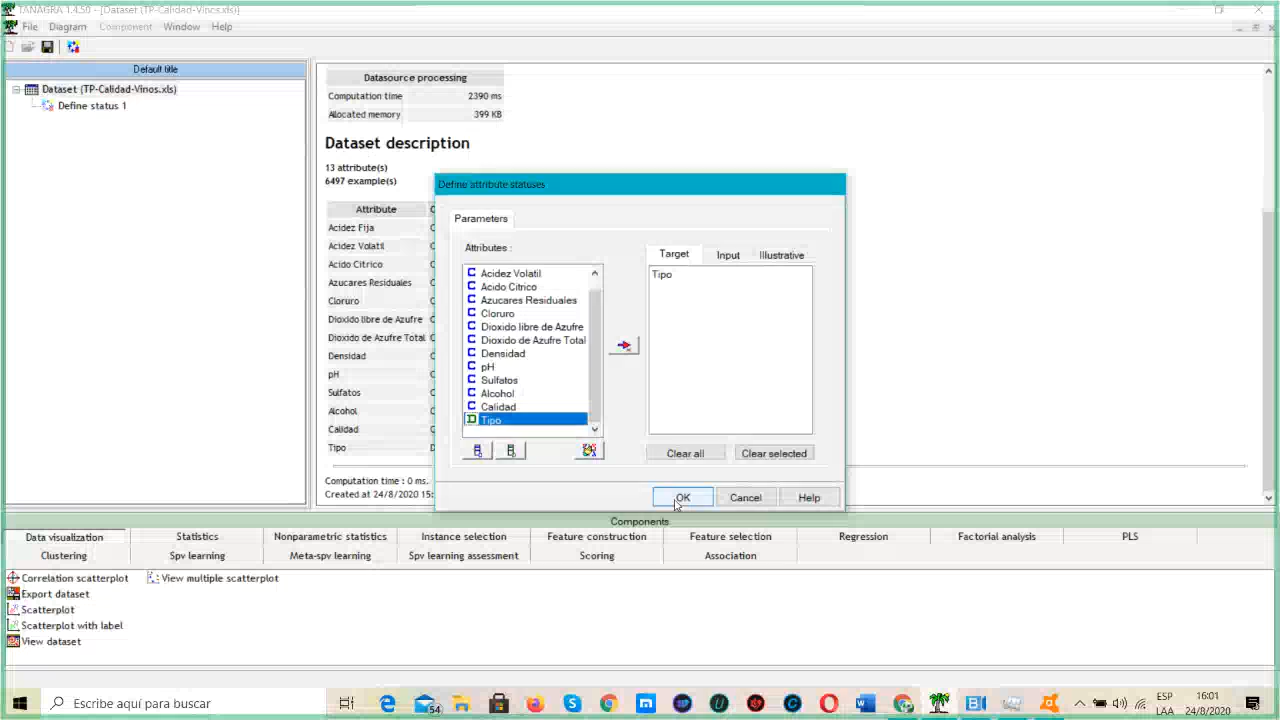 TANAGRA 1.4.50 - [Dataset (TP-Calidad-Vinos.xls)]
File Diagram Component Window Help
Default title
Dataset (TP-Calidad-Vinos.xls)
Define status 1
Datasource processing
Computation time 2390 ms
Allocated memory 399 KB
Dataset description
13 attribute(s)
6497 example(s)
Attribute
Acidez Fija
Acidez Volatil
Acido Citrico
Azucares Residuales
Cloruro
Dioxido libre de Azufre
Dioxido de Azufre Total
Densidad
pH
Sulfatos
Alcohol
Calidad
Tipo
Computation time : 0 ms.
Created at 24/8/2020 15:
Define attribute statuses
Parameters
Attributes :
Acidez Volatil
Acido Citrico
Azucares Residuales
Cloruro
Dioxido libre de Azufre
Dioxido de Azufre Total
Densidad
pH
Sulfatos
Alcohol
Calidad
Tipo
Target Input Illustrative
Tipo
Clear all Clear selected
OK Cancel Help
Components
Data visualization Statistics Nonparametric statistics Instance selection Feature construction Feature selection Regression Factorial analysis PLS
Clustering Spv learning Meta-spv learning Spv learning assessment Scoring Association
Correlation scatterplot View multiple scatterplot
Export dataset
Scatterplot
Scatterplot with label
View dataset
Escribe aquí para buscar
54
ESP
LAA
16:01
24/8/2020